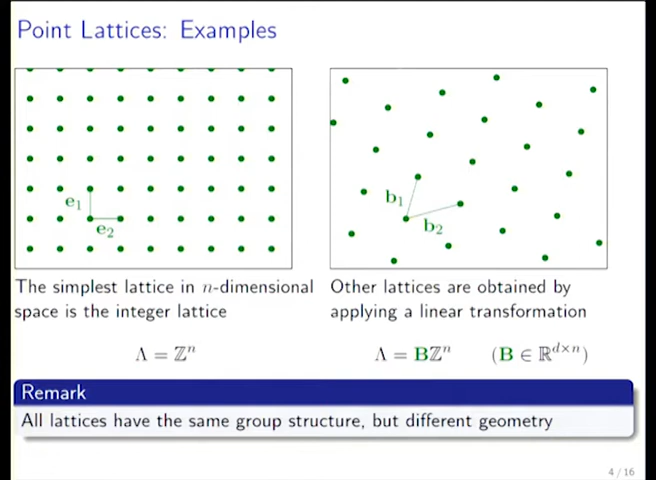 Point Lattices: Examples
e₁
e₂
b₁
b₂
The simplest lattice in n-dimensional
space is the integer lattice
Λ = ℤⁿ
Other lattices are obtained by
applying a linear transformation
Λ = Bℤⁿ (B ∈ ℝᵈˣⁿ)
Remark
All lattices have the same group structure, but different geometry
4 / 16